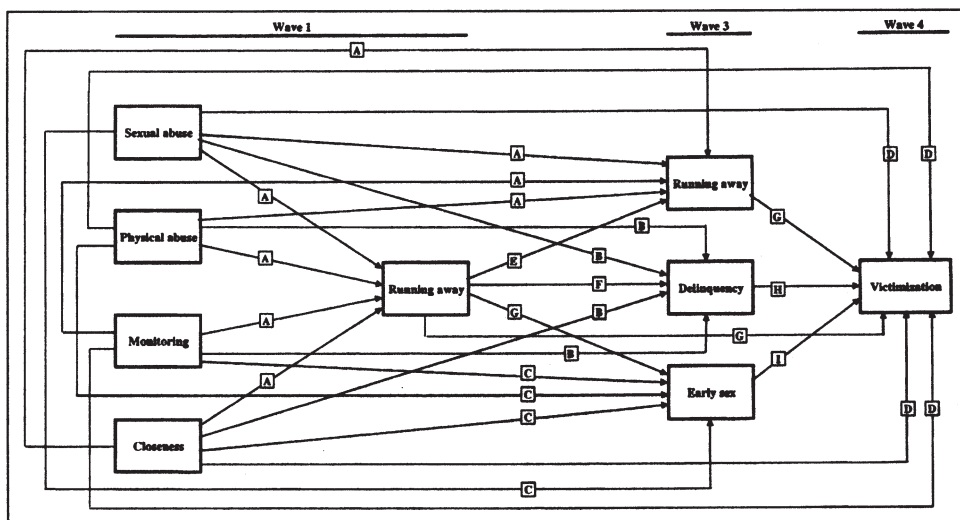 Wave 1 Wave 3 Wave 4
A
Sexual abuse
D D
A
A
Running away
A
A
G
Physical abuse
B
A
E
B
Running away
F
Delinquency
H
Victimization
G
B
A
G
Monitoring
B
I
C
A
Early sex
C
C
D D
Closeness
C